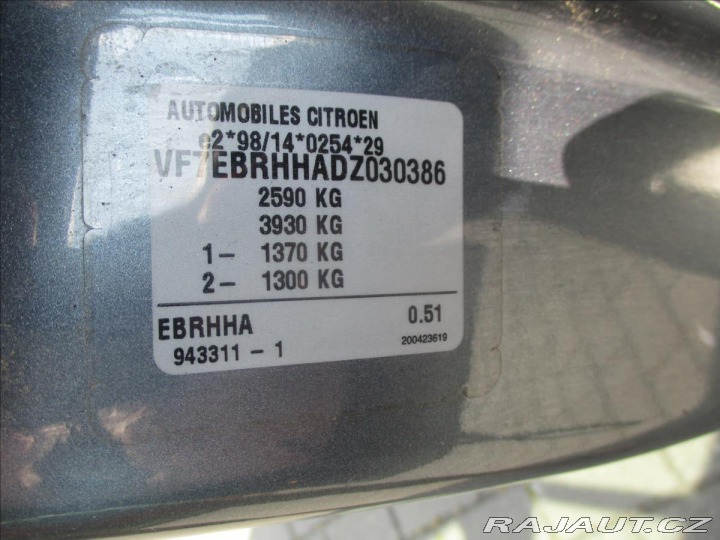 AUTOMOBILES CITROEN
e2*98/14*0254*29
VF7EBRHHADZ030386
2590 KG
3930 KG
1- 1370 KG
2- 1300 KG
EBRHHA 0.51
943311-1 200423619
RAJAUT.CZ